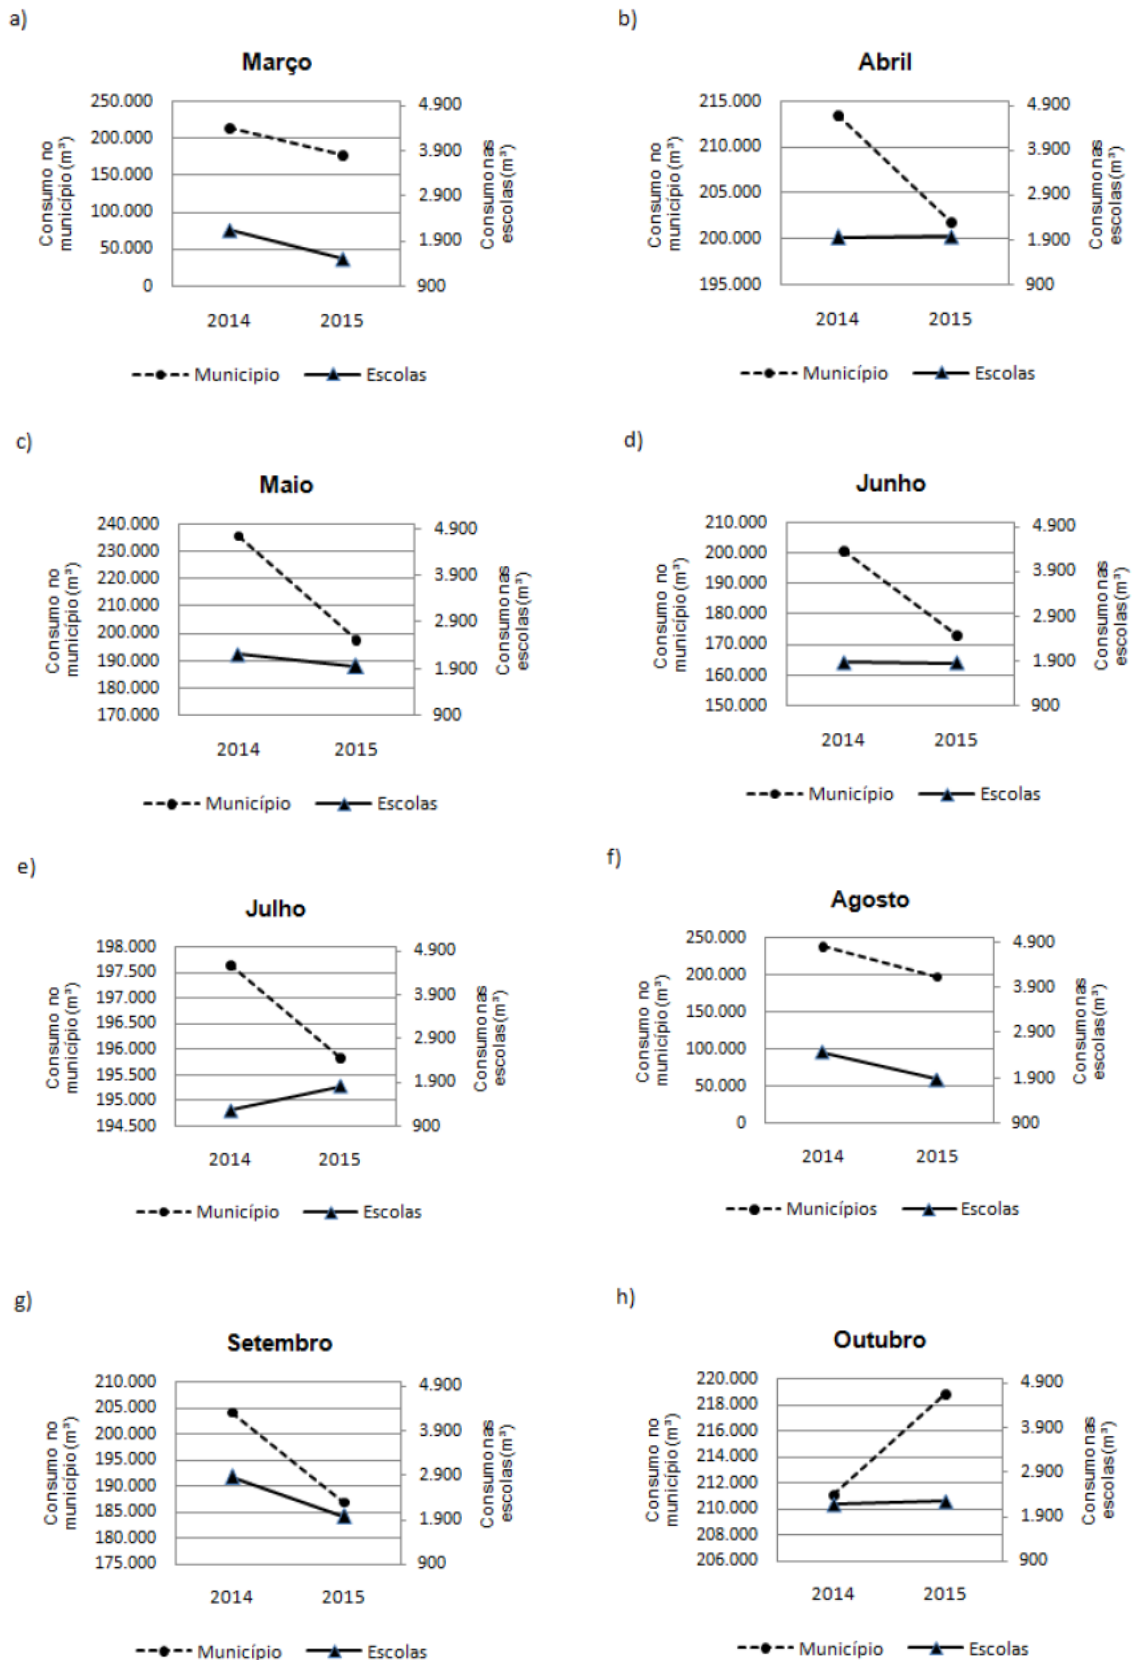 a)
Março
Consumo no
município (m³)
250.000
200.000
150.000
100.000
50.000
0
4.900
3.900
2.900
1.900
900
Consumo nas
escolas (m³)
2014 2015
Municipio Escolas
b)
Abril
Consumo no
município (m³)
215.000
210.000
205.000
200.000
195.000
4.900
3.900
2.900
1.900
900
Consumo nas
escolas (m³)
2014 2015
Município Escolas
c)
Maio
Consumo no
município (m³)
240.000
230.000
220.000
210.000
200.000
190.000
180.000
170.000
4.900
3.900
2.900
1.900
900
Consumo nas
escolas (m³)
2014 2015
Município Escolas
d)
Junho
Consumo no
município (m³)
210.000
200.000
190.000
180.000
170.000
160.000
150.000
4.900
3.900
2.900
1.900
900
Consumo nas
escolas (m³)
2014 2015
Município Escolas
e)
Julho
Consumo no
município (m³)
198.000
197.500
197.000
196.500
196.000
195.500
195.000
194.500
4.900
3.900
2.900
1.900
900
Consumo nas
escolas (m³)
2014 2015
Município Escolas
f)
Agosto
Consumo no
município (m³)
250.000
200.000
150.000
100.000
50.000
0
4.900
3.900
2.900
1.900
900
Consumo nas
escolas (m³)
2014 2015
Municípios Escolas
g)
Setembro
Consumo no
município (m³)
210.000
205.000
200.000
195.000
190.000
185.000
180.000
175.000
4.900
3.900
2.900
1.900
900
Consumo nas
escolas (m³)
2014 2015
Município Escolas
h)
Outubro
Consumo no
município (m³)
220.000
218.000
216.000
214.000
212.000
210.000
208.000
206.000
4.900
3.900
2.900
1.900
900
Consumo nas
escolas (m³)
2014 2015
Município Escolas